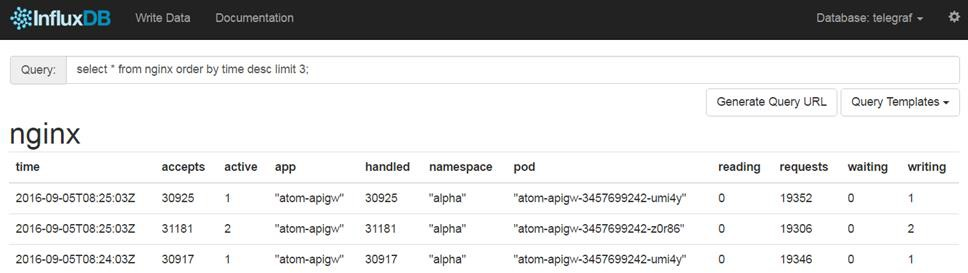 InfluxDB Write Data Documentation Database: telegraf
Query: select * from nginx order by time desc limit 3;
Generate Query URL Query Templates
nginx
time accepts active app handled namespace pod reading requests waiting writing
2016-09-05T08:25:03Z 30925 1 "atom-apigw" 30925 "alpha" "atom-apigw-3457699242-umi4y" 0 19352 0 1
2016-09-05T08:25:03Z 31181 2 "atom-apigw" 31181 "alpha" "atom-apigw-3457699242-z0r86" 0 19306 0 2
2016-09-05T08:24:03Z 30917 1 "atom-apigw" 30917 "alpha" "atom-apigw-3457699242-umi4y" 0 19346 0 1